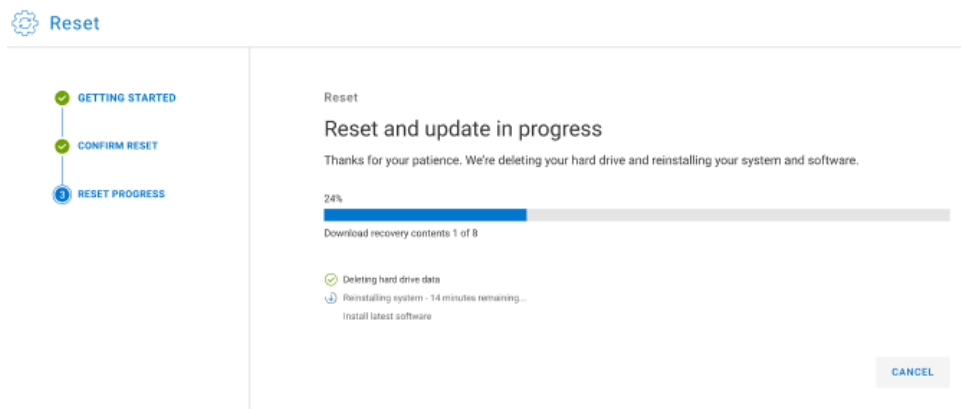 Reset
GETTING STARTED
CONFIRM RESET
3 RESET PROGRESS
Reset
Reset and update in progress
Thanks for your patience. We're deleting your hard drive and reinstalling your system and software.
24%
Download recovery contents 1 of 8
Deleting hard drive data
Reinstalling system - 14 minutes remaining...
Install latest software
CANCEL